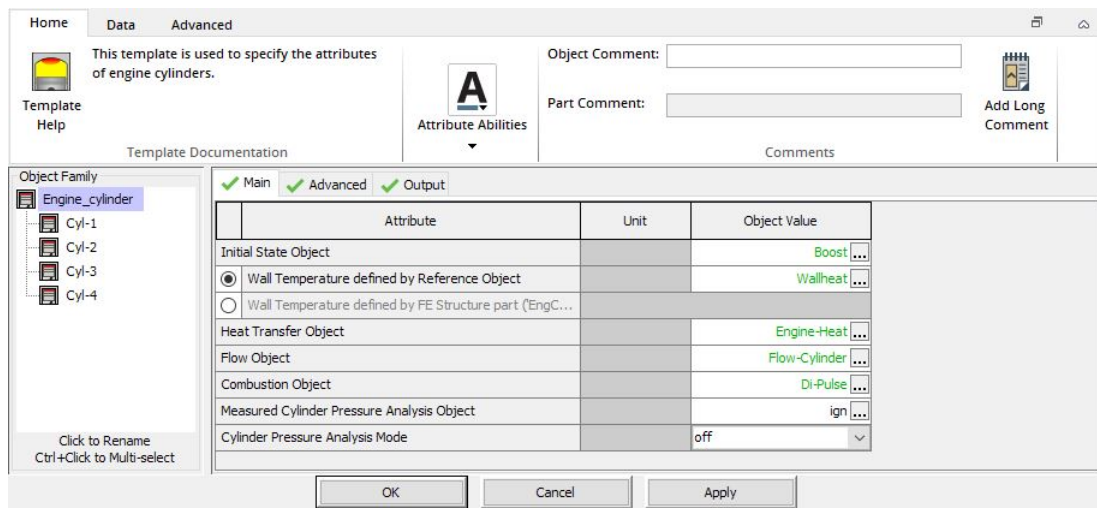 Home Data Advanced
This template is used to specify the attributes
of engine cylinders.
Template
Help
Template Documentation
A
Attribute Abilities
Object Comment:
Part Comment:
Add Long
Comment
Comments
Object Family
Engine_cylinder
Cyl-1
Cyl-2
Cyl-3
Cyl-4
Click to Rename
Ctrl+Click to Multi-select
Main Advanced Output
Attribute Unit Object Value
Initial State Object Boost ...
Wall Temperature defined by Reference Object Wallheat ...
Wall Temperature defined by FE Structure part ('EngC...
Heat Transfer Object Engine-Heat ...
Flow Object Flow-Cylinder ...
Combustion Object Di-Pulse ...
Measured Cylinder Pressure Analysis Object ign ...
Cylinder Pressure Analysis Mode off
OK Cancel Apply